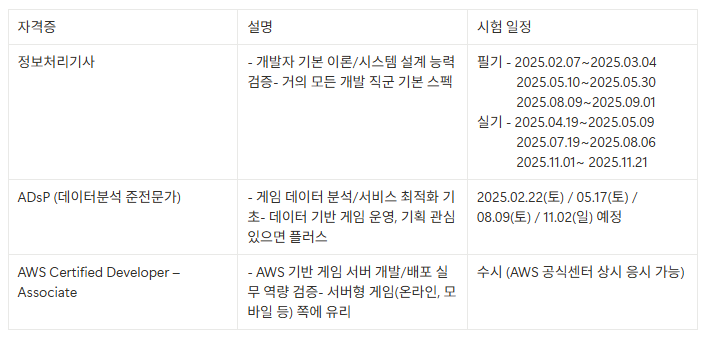 자격증
설명
시험 일정
정보처리기사
- 개발자 기본 이론/시스템 설계 능력
검증- 거의 모든 개발 직군 기본 스펙
필기 - 2025.02.07~2025.03.04
2025.05.10~2025.05.30
2025.08.09~2025.09.01
실기 - 2025.04.19~2025.05.09
2025.07.19~2025.08.06
2025.11.01~ 2025.11.21
ADsP (데이터분석 준전문가)
- 게임 데이터 분석/서비스 최적화 기
초- 데이터 기반 게임 운영, 기획 관심
있으면 플러스
2025.02.22(토) / 05.17(토) /
08.09(토) / 11.02(일) 예정
AWS Certified Developer –
Associate
- AWS 기반 게임 서버 개발/배포 실
무 역량 검증- 서버형 게임(온라인, 모
바일 등) 쪽에 유리
수시 (AWS 공식센터 상시 응시 가능)